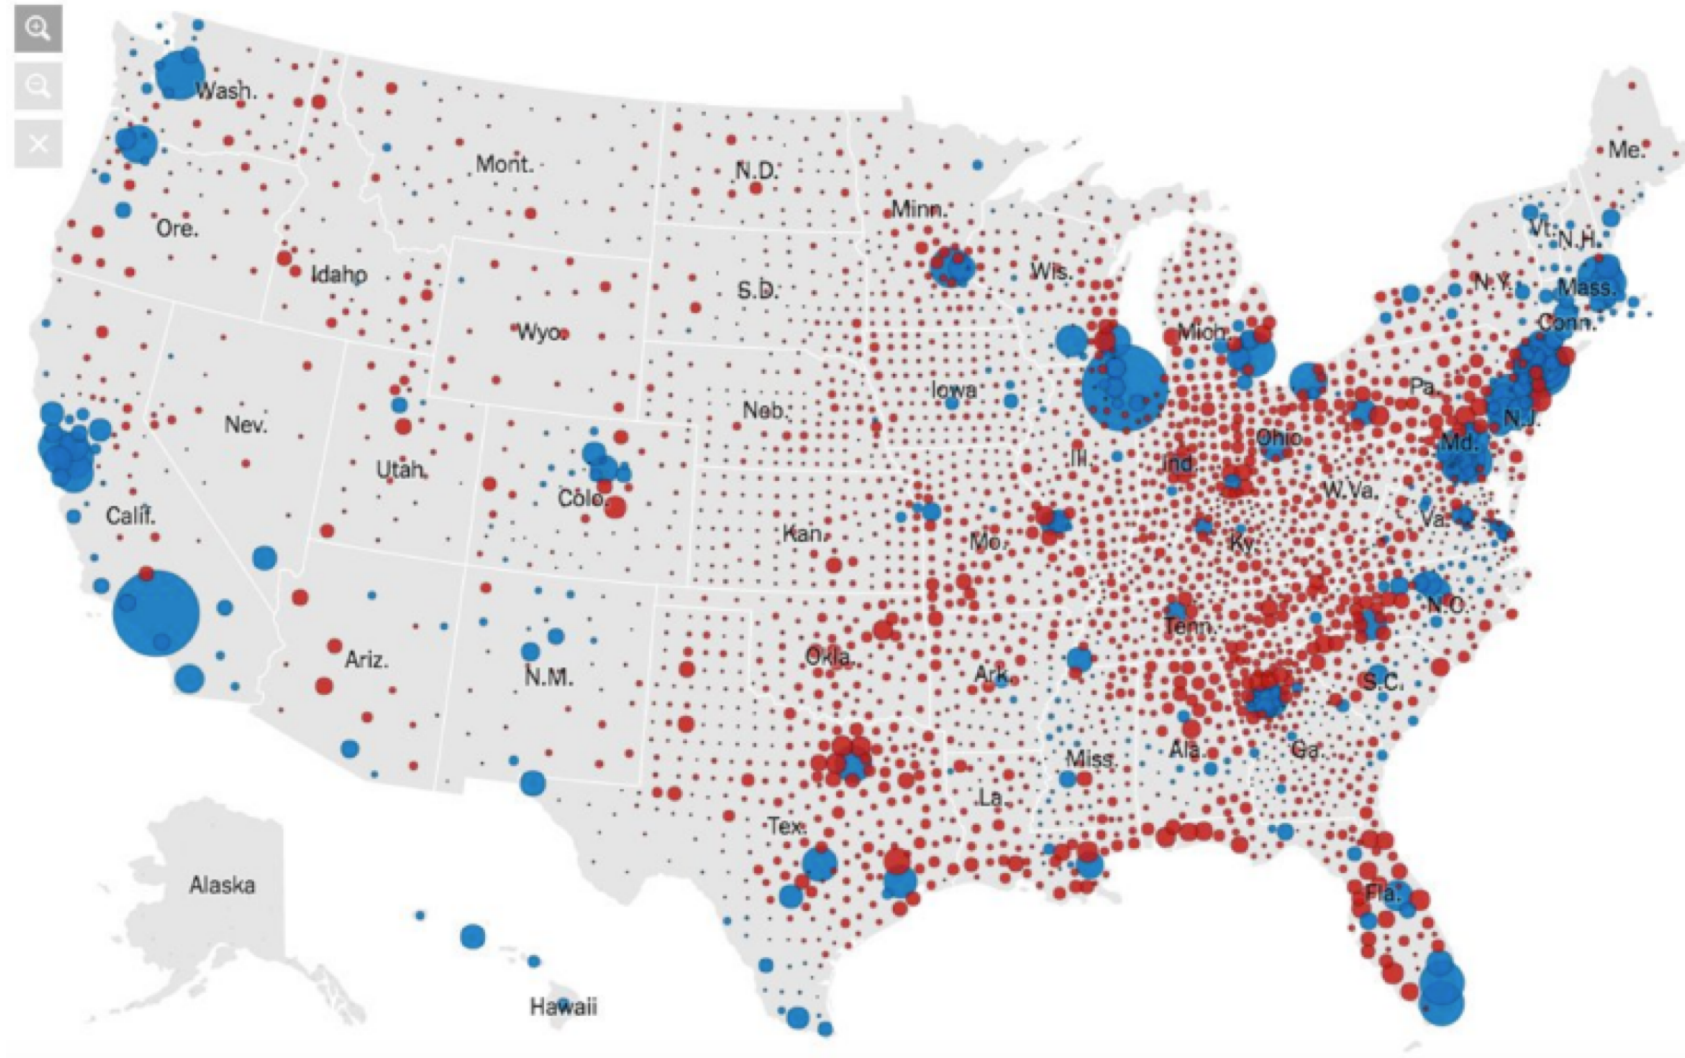 Wash.
Me.
Mont.
N.D.
Minn.
Ore.
Vt.
N.H.
Wis.
Idaho
S.D.
N.Y.
Mass.
Wyo.
Mich.
Conn.
Iowa
Pa.
Neb.
Nev.
N.J.
Ohio
Md.
Ill.
Ind.
Utah
Colo.
W.Va.
Calif.
Va.
Kan.
Mo.
Ky.
N.C.
Tenn.
Okla.
Ariz.
N.M.
Ark.
S.C.
Miss.
Ala.
Ga.
La.
Tex.
Alaska
Fla.
Hawaii